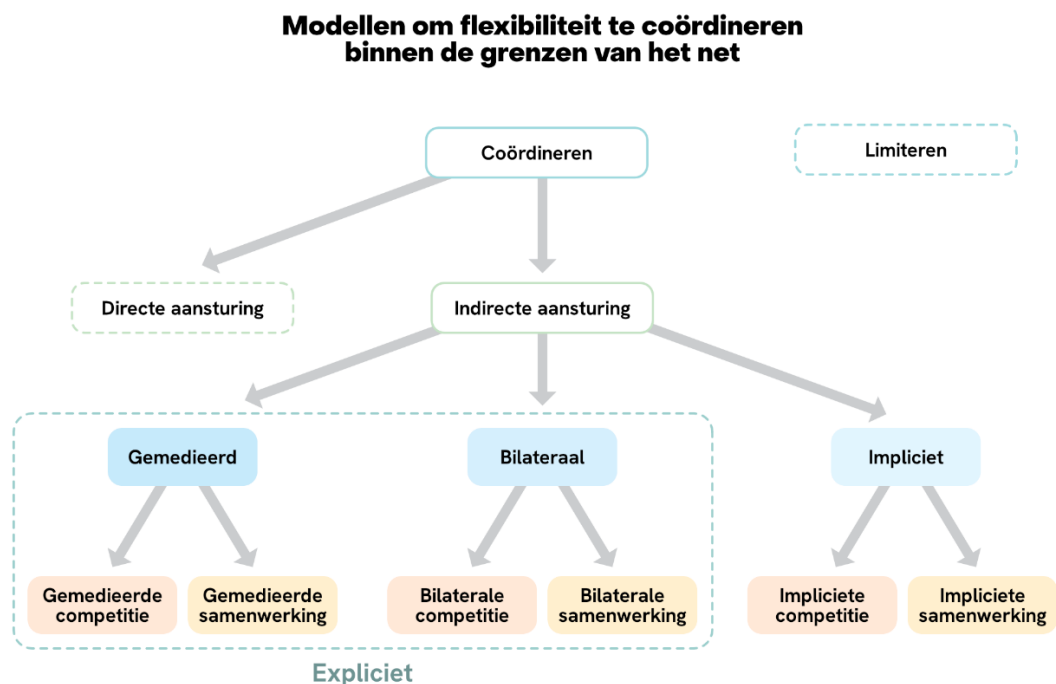 Modellen om flexibiliteit te coördineren
binnen de grenzen van het net
Coördineren
Limiteren
Directe aansturing
Indirecte aansturing
Gemedieerd
Bilateraal
Impliciet
Gemedieerde
competitie
Gemedieerde
samenwerking
Bilaterale
competitie
Bilaterale
samenwerking
Impliciete
competitie
Impliciete
samenwerking
Expliciet